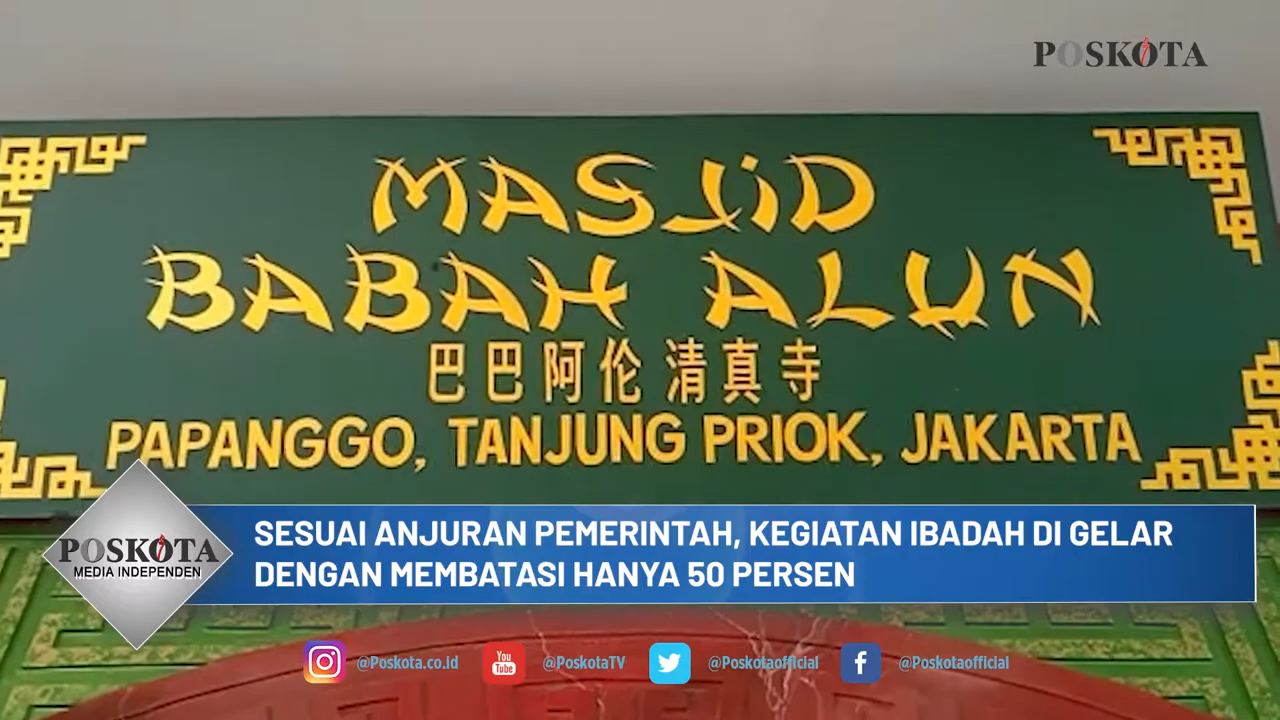 POSKOTA
MASJID
BABAH ALUN
巴巴阿伦清真寺
PAPANGGO, TANJUNG PRIOK, JAKARTA
POSKOTA
MEDIA INDEPENDEN
SESUAI ANJURAN PEMERINTAH, KEGIATAN IBADAH DI GELAR
DENGAN MEMBATASI HANYA 50 PERSEN
@Poskota.co.id You Tube @PoskotaTV @Poskotaofficial @Poskotaofficial